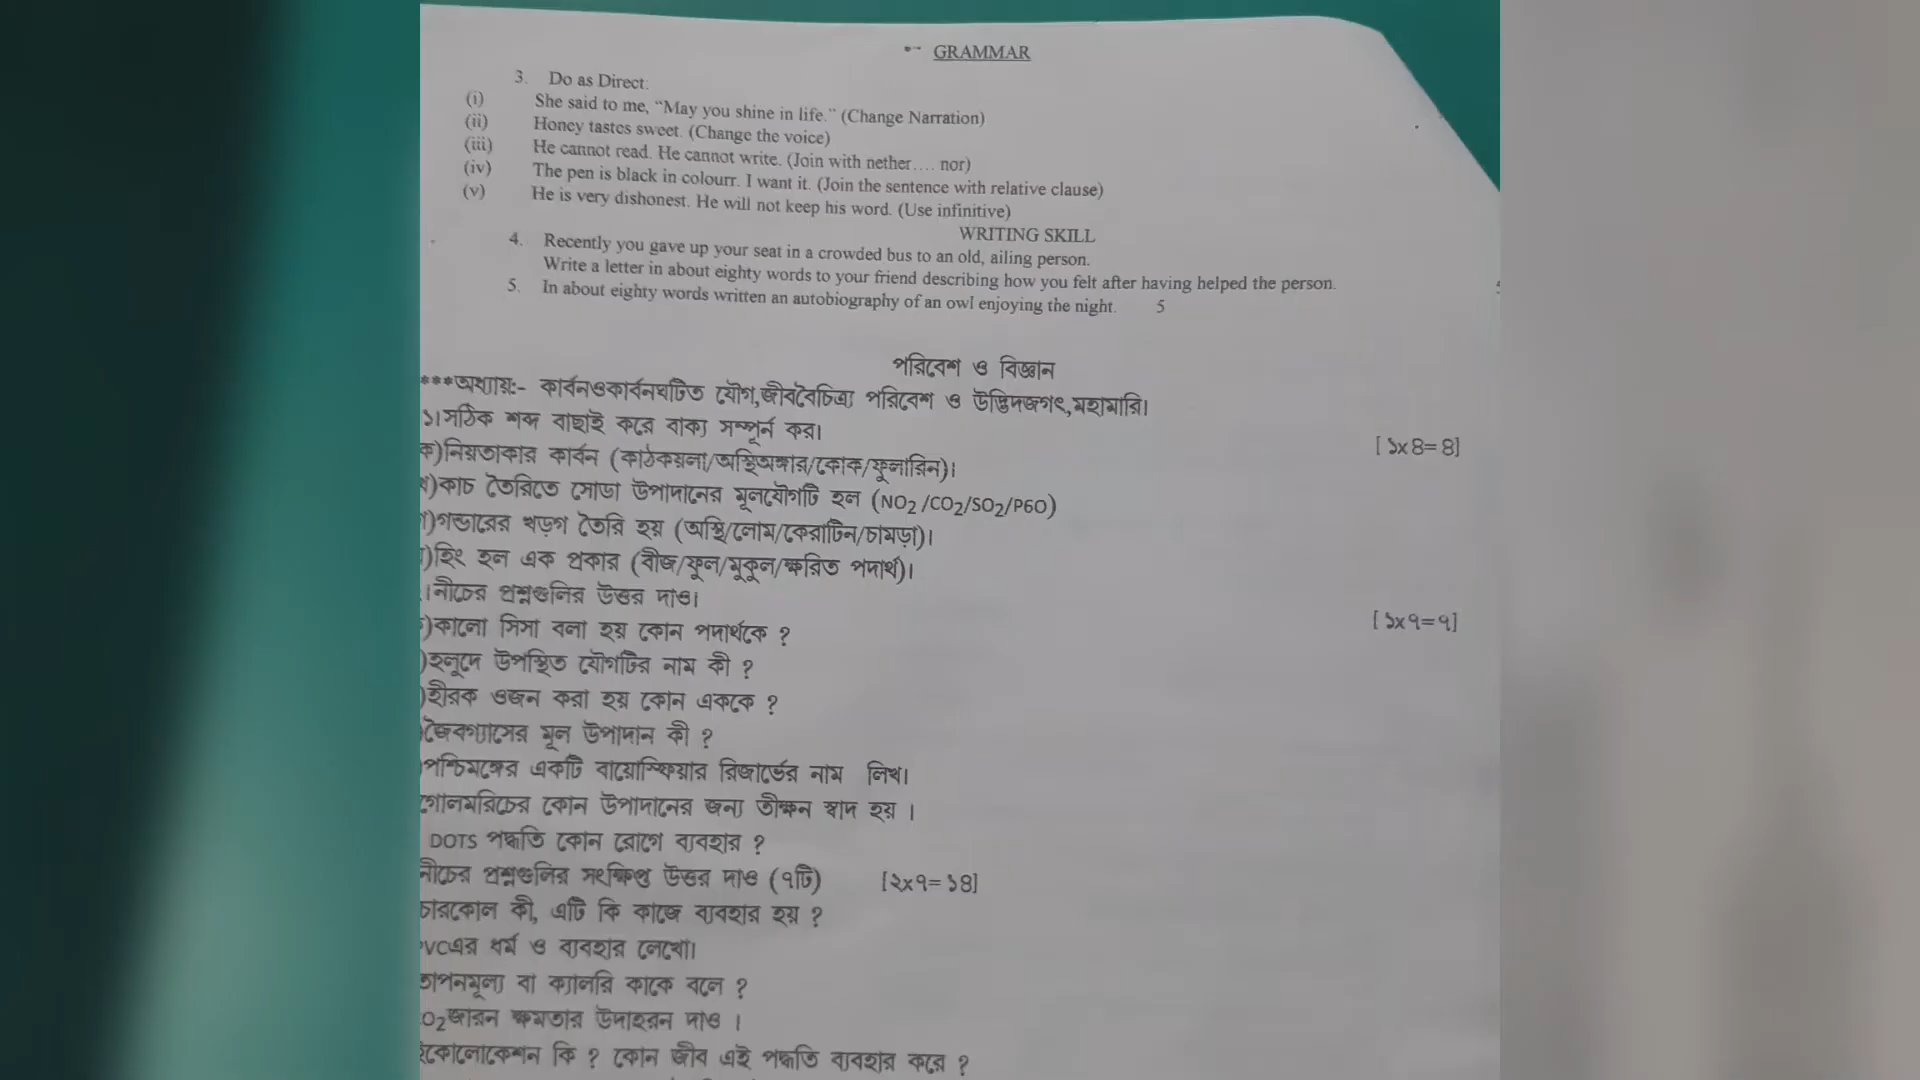 GRAMMAR
3. Do as Direct:
(i) She said to me, “May you shine in life.” (Change Narration)
(ii) Honey tastes sweet. (Change the voice)
(iii) He cannot read. He cannot write. (Join with nether.... nor)
(iv) The pen is black in colourr. I want it. (Join the sentence with relative clause)
(v) He is very dishonest. He will not keep his word. (Use infinitive)
WRITING SKILL
4. Recently you gave up your seat in a crowded bus to an old, ailing person.
Write a letter in about eighty words to your friend describing how you felt after having helped the person.
5. In about eighty words written an autobiography of an owl enjoying the night. 5
পরিবেশ ও বিজ্ঞান
***অধ্যায়:- কার্বনওকার্বনঘটিত যৌগ,জীববৈচিত্র্য পরিবেশ ও উদ্ভিদজগৎ,মহামারি।
১।সঠিক শব্দ বাছাই করে বাক্য সম্পূর্ন কর।
[১x৪=৪]
ক)নিয়তাকার কার্বন (কাঠকয়লা/অস্থিঅঙ্গার/কোক/ফুলারিন)।
খ)কাচ তৈরিতে সোডা উপাদানের মূলযৌগটি হল (NO2/CO2/SO2/P6O)
গ)গন্ডারের খড়গ তৈরি হয় (অস্থি/লোম/কেরাটিন/চামড়া)।
)হিং হল এক প্রকার (বীজ/ফুল/মুকুল/ক্ষরিত পদার্থ)।
।নীচের প্রশ্নগুলির উত্তর দাও।
[১x৭=৭]
)কালো সিসা বলা হয় কোন পদার্থকে ?
)হলুদে উপস্থিত যৌগটির নাম কী ?
)হীরক ওজন করা হয় কোন এককে ?
জৈবগ্যাসের মূল উপাদান কী ?
পশ্চিমঙ্গের একটি বায়োস্ফিয়ার রিজার্ভের নাম লিখ।
গোলমরিচের কোন উপাদানের জন্য তীক্ষন স্বাদ হয় ।
DOTS পদ্ধতি কোন রোগে ব্যবহার ?
নীচের প্রশ্নগুলির সংক্ষিপ্ত উত্তর দাও (৭টি) [২x৭=১৪]
চারকোল কী, এটি কি কাজে ব্যবহার হয় ?
PVCএর ধর্ম ও ব্যবহার লেখো।
তাপনমূল্য বা ক্যালরি কাকে বলে ?
O2জারন ক্ষমতার উদাহরন দাও ।
ইকোলোকেশন কি ? কোন জীব এই পদ্ধতি ব্যবহার করে ?